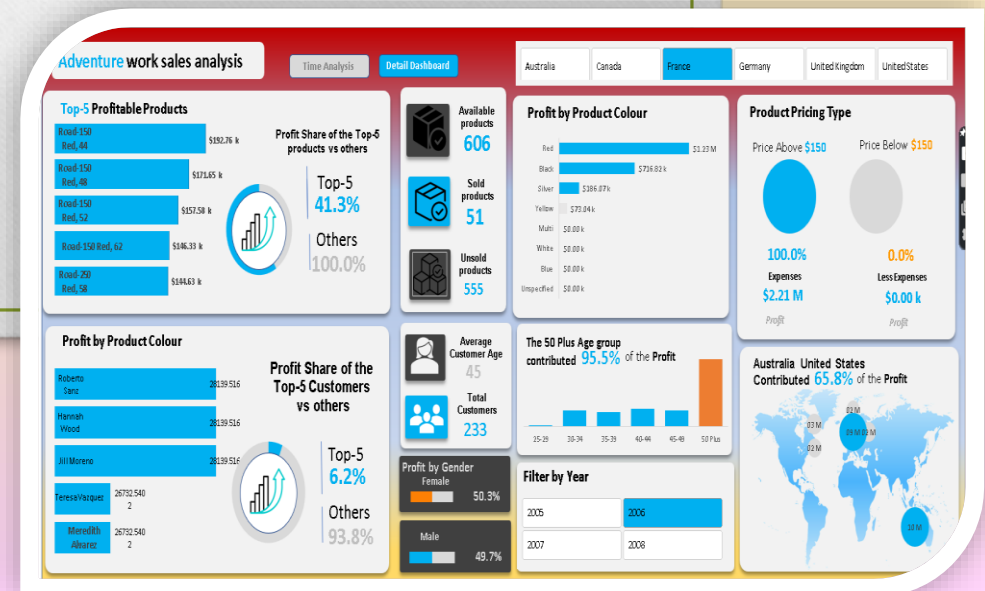 Adventure work sales analysis
Time Analysis
Detail Dashboard
Australia
Canada
France
Germany
United Kingdom
United States
Top-5 Profitable Products
Road-150
Red, 44
$192.76 k
Road-150
Red, 48
$171.65 k
Road-150
Red, 52
$157.58 k
Road-150 Red, 62
$146.33 k
Road-250
Red, 58
$144.63 k
Profit Share of the Top-5
products vs others
Top-5
41.3%
Others
100.0%
Available
products
606
Sold
products
51
Unsold
products
555
Profit by Product Colour
Red
$1.23 M
Black
$716.82 k
Silver
$186.07 k
Yellow
$73.04 k
Multi
$0.00 k
White
$0.00 k
Blue
$0.00 k
Unspecified
$0.00 k
Product Pricing Type
Price Above $150
Price Below $150
100.0%
0.0%
Expenses
Less Expenses
$2.21 M
$0.00 k
Profit
Profit
Profit by Product Colour
Roberto
Sanz
28139.516
Hannah
Wood
28139.516
Jill Moreno
28139.516
Teresa Vazquez
26732.540
2
Meredith
Alvarez
26732.540
2
Profit Share of the
Top-5 Customers
vs others
Top-5
6.2%
Others
93.8%
Average
Customer Age
45
Total
Customers
233
Profit by Gender
Female
50.3%
Male
49.7%
The 50 Plus Age group
contributed 95.5% of the Profit
25-29
30-34
35-39
40-44
45-49
50 Plus
Filter by Year
2005
2006
2007
2008
Australia United States
Contributed 65.8% of the Profit
02 M
03 M
02 M
10 M